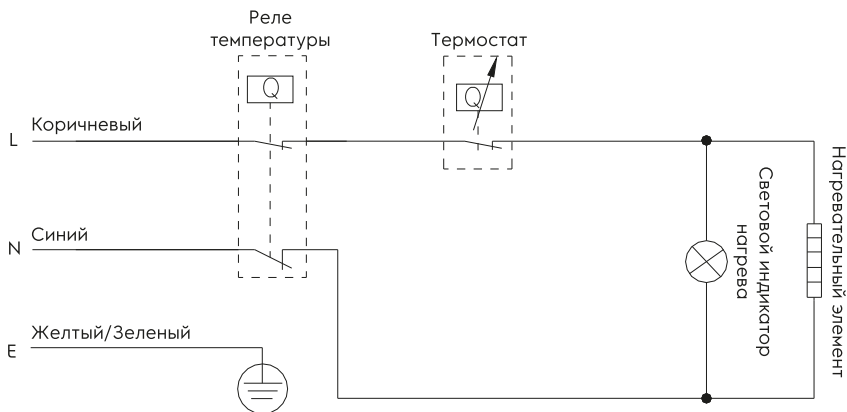 Реле
температуры
Термостат
Q
Q
Коричневый
L
Синий
N
Желтый/Зеленый
E
Световой индикатор
нагрева
Нагревательный элемент